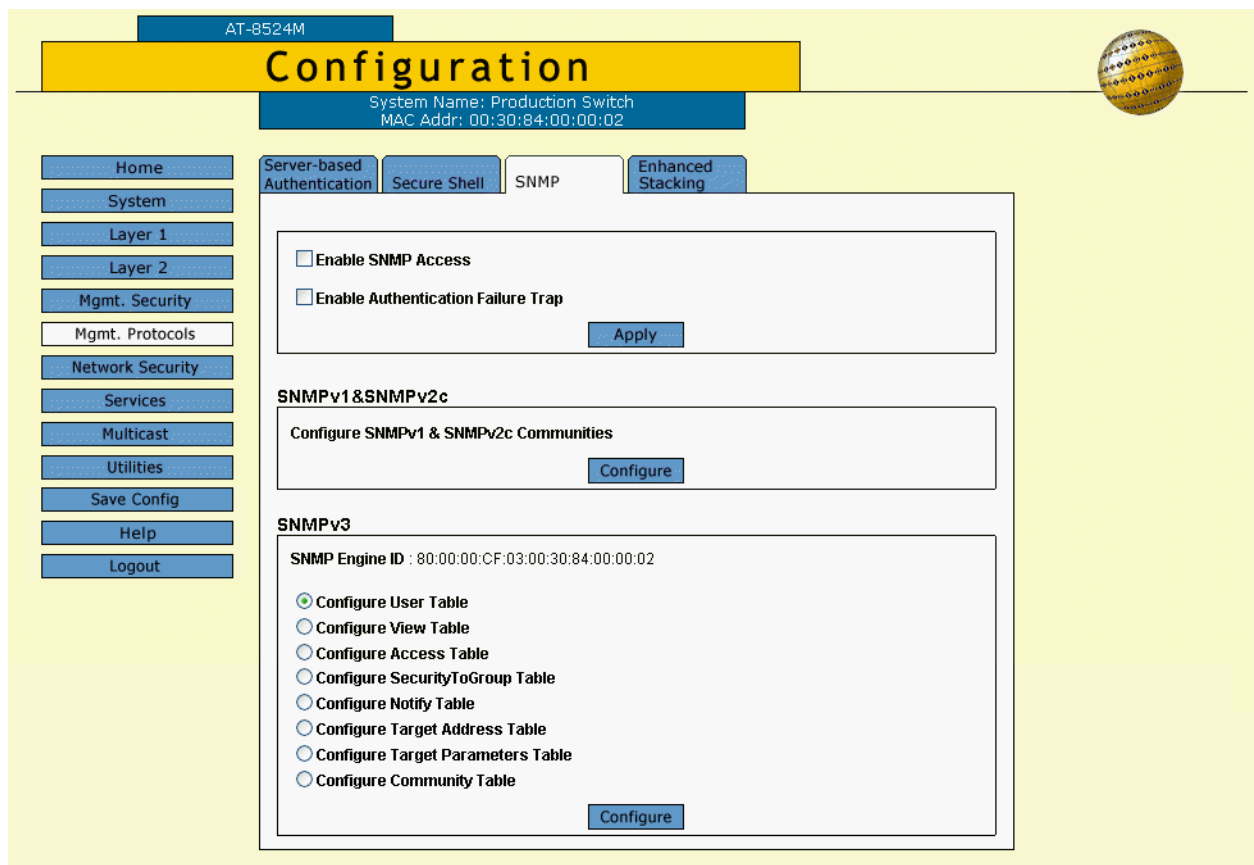 AT-8524M
Configuration
System Name: Production Switch
MAC Addr: 00:30:84:00:00:02
Home
System
Layer 1
Layer 2
Mgmt. Security
Mgmt. Protocols
Network Security
Services
Multicast
Utilities
Save Config
Help
Logout
Server-based
Authentication
Secure Shell
SNMP
Enhanced
Stacking
Enable SNMP Access
Enable Authentication Failure Trap
Apply
SNMPv1&SNMPv2c
Configure SNMPv1 & SNMPv2c Communities
Configure
SNMPv3
SNMP Engine ID : 80:00:00:CF:03:00:30:84:00:00:02
Configure User Table
Configure View Table
Configure Access Table
Configure SecurityToGroup Table
Configure Notify Table
Configure Target Address Table
Configure Target Parameters Table
Configure Community Table
Configure